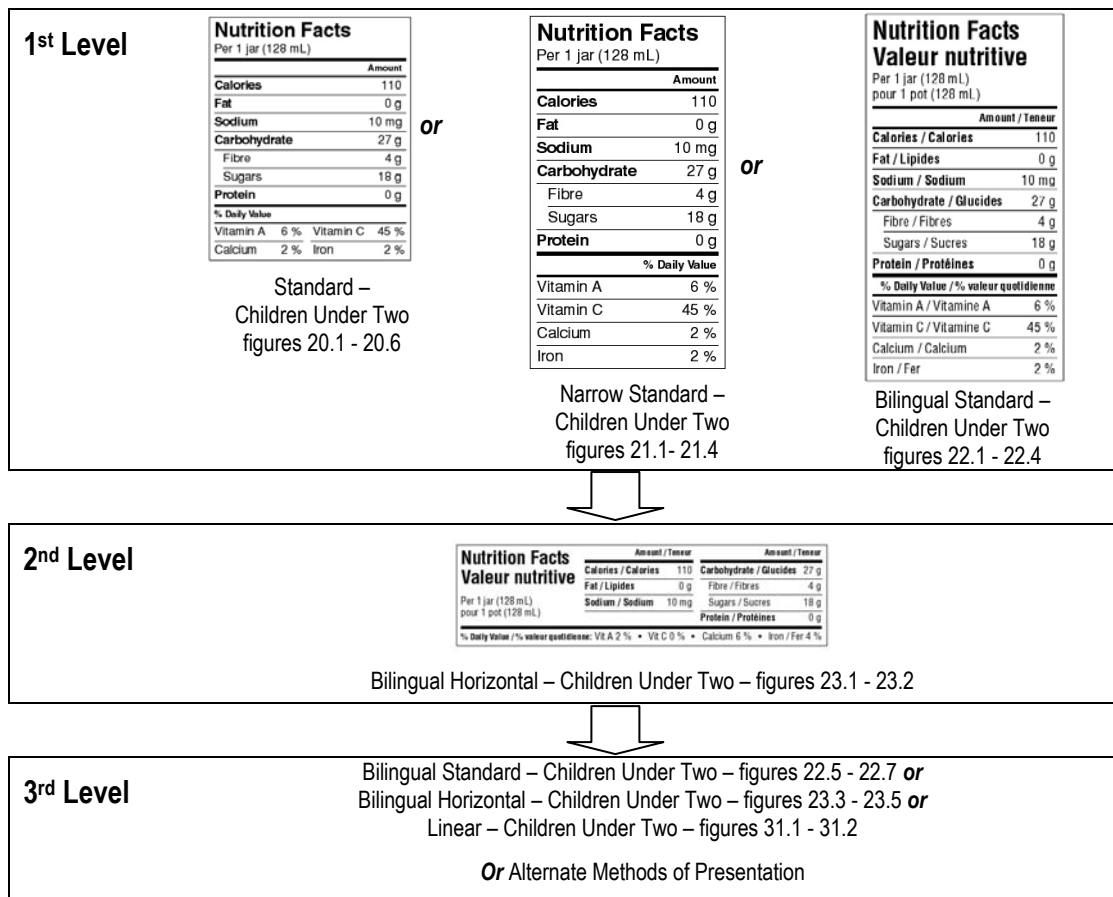 1st Level
Nutrition Facts
Per 1 jar (128 mL)
Amount
Calories 110
Fat 0 g
Sodium 10 mg
Carbohydrate 27 g
Fibre 4 g
Sugars 18 g
Protein 0 g
% Daily Value
Vitamin A 6 % Vitamin C 45 %
Calcium 2 % Iron 2 %
Standard –
Children Under Two
figures 20.1 - 20.6
or
Nutrition Facts
Per 1 jar (128 mL)
Amount
Calories 110
Fat 0 g
Sodium 10 mg
Carbohydrate 27 g
Fibre 4 g
Sugars 18 g
Protein 0 g
% Daily Value
Vitamin A 6 %
Vitamin C 45 %
Calcium 2 %
Iron 2 %
Narrow Standard –
Children Under Two
figures 21.1- 21.4
or
Nutrition Facts
Valeur nutritive
Per 1 jar (128 mL)
pour 1 pot (128 mL)
Amount / Teneur
Calories / Calories 110
Fat / Lipides 0 g
Sodium / Sodium 10 mg
Carbohydrate / Glucides 27 g
Fibre / Fibres 4 g
Sugars / Sucres 18 g
Protein / Protéines 0 g
% Daily Value / % valeur quotidienne
Vitamin A / Vitamine A 6 %
Vitamin C / Vitamine C 45 %
Calcium / Calcium 2 %
Iron / Fer 2 %
Bilingual Standard –
Children Under Two
figures 22.1 - 22.4
2nd Level
Nutrition Facts
Valeur nutritive
Per 1 jar (128 mL)
pour 1 pot (128 mL)
Amount / Teneur
Calories / Calories 110
Fat / Lipides 0 g
Sodium / Sodium 10 mg
Amount / Teneur
Carbohydrate / Glucides 27 g
Fibre / Fibres 4 g
Sugars / Sucres 18 g
Protein / Protéines 0 g
% Daily Value / % valeur quotidienne: Vit A 2 % • Vit C 0 % • Calcium 6 % • Iron / Fer 4 %
Bilingual Horizontal – Children Under Two – figures 23.1 - 23.2
3rd Level
Bilingual Standard – Children Under Two – figures 22.5 - 22.7 or
Bilingual Horizontal – Children Under Two – figures 23.3 - 23.5 or
Linear – Children Under Two – figures 31.1 - 31.2
Or Alternate Methods of Presentation